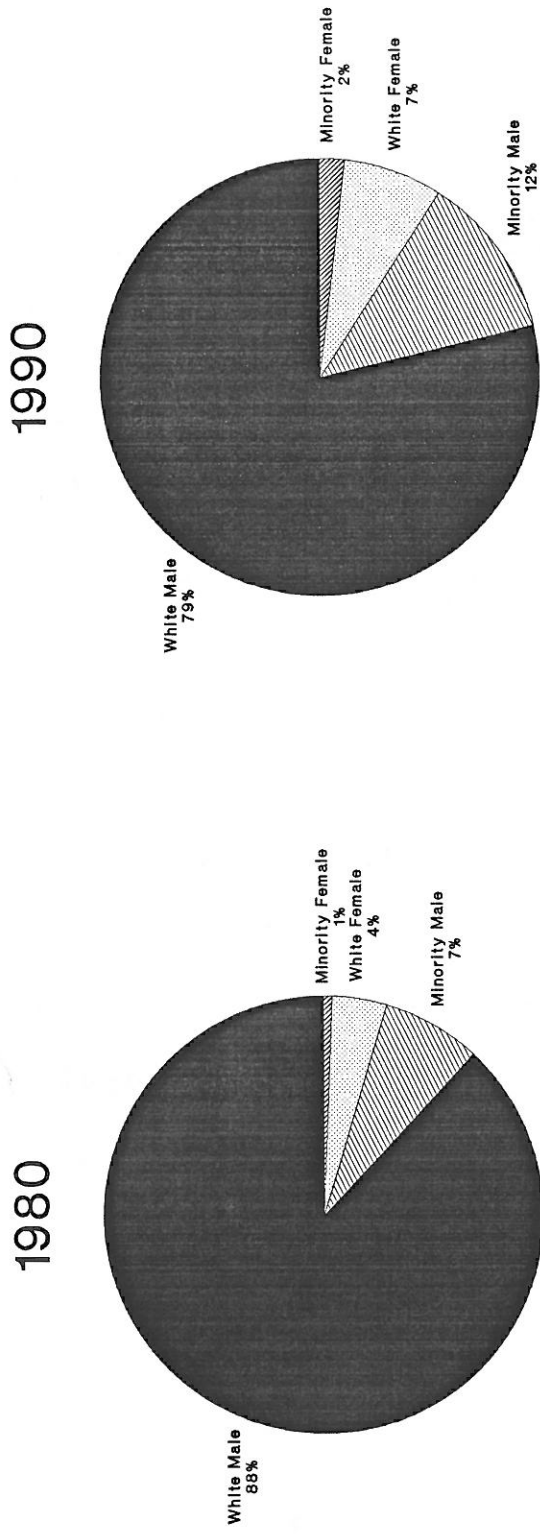 1980
White Male
88%
Minority Female
1%
White Female
4%
Minority Male
7%
1990
White Male
79%
Minority Female
2%
White Female
7%
Minority Male
12%